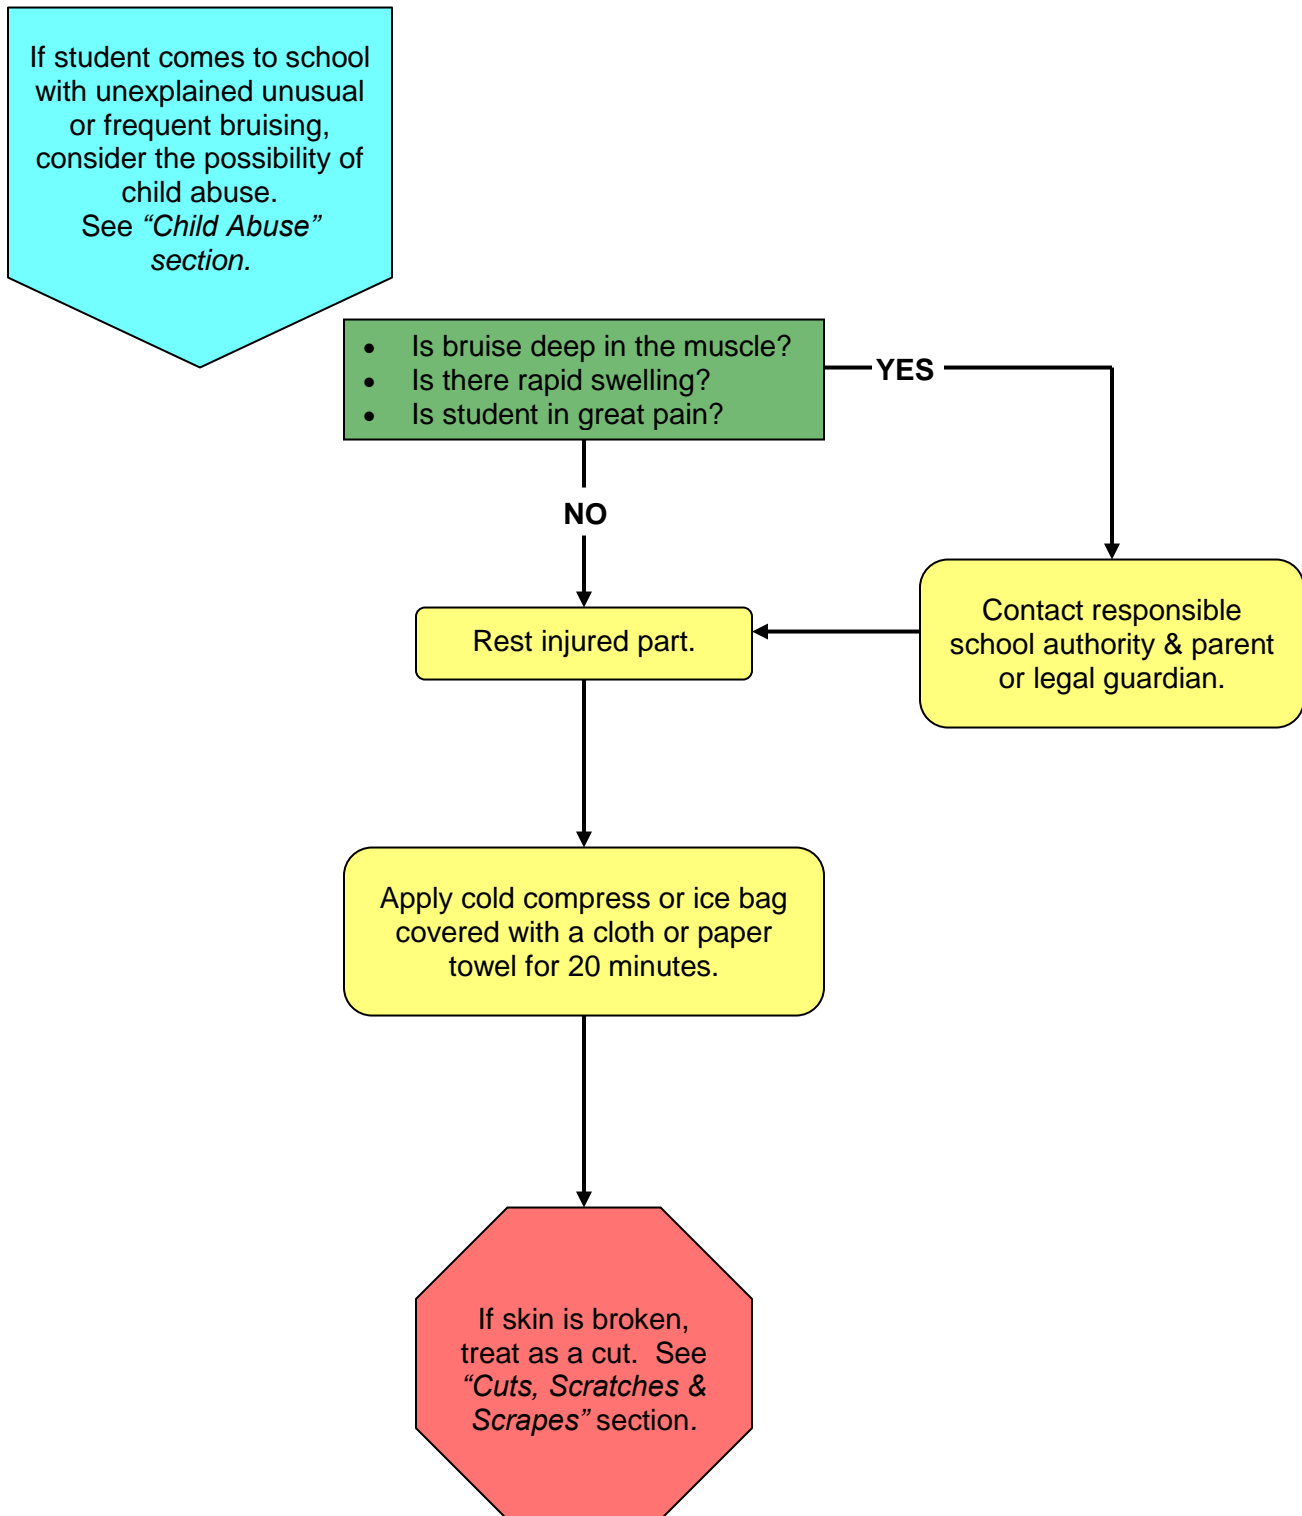 If student comes to school
with unexplained unusual
or frequent bruising,
consider the possibility of
child abuse.
See “Child Abuse”
section.
• Is bruise deep in the muscle?
• Is there rapid swelling?
• Is student in great pain?
YES
NO
Rest injured part.
Contact responsible
school authority & parent
or legal guardian.
Apply cold compress or ice bag
covered with a cloth or paper
towel for 20 minutes.
If skin is broken,
treat as a cut.  See
“Cuts, Scratches &
Scrapes” section.